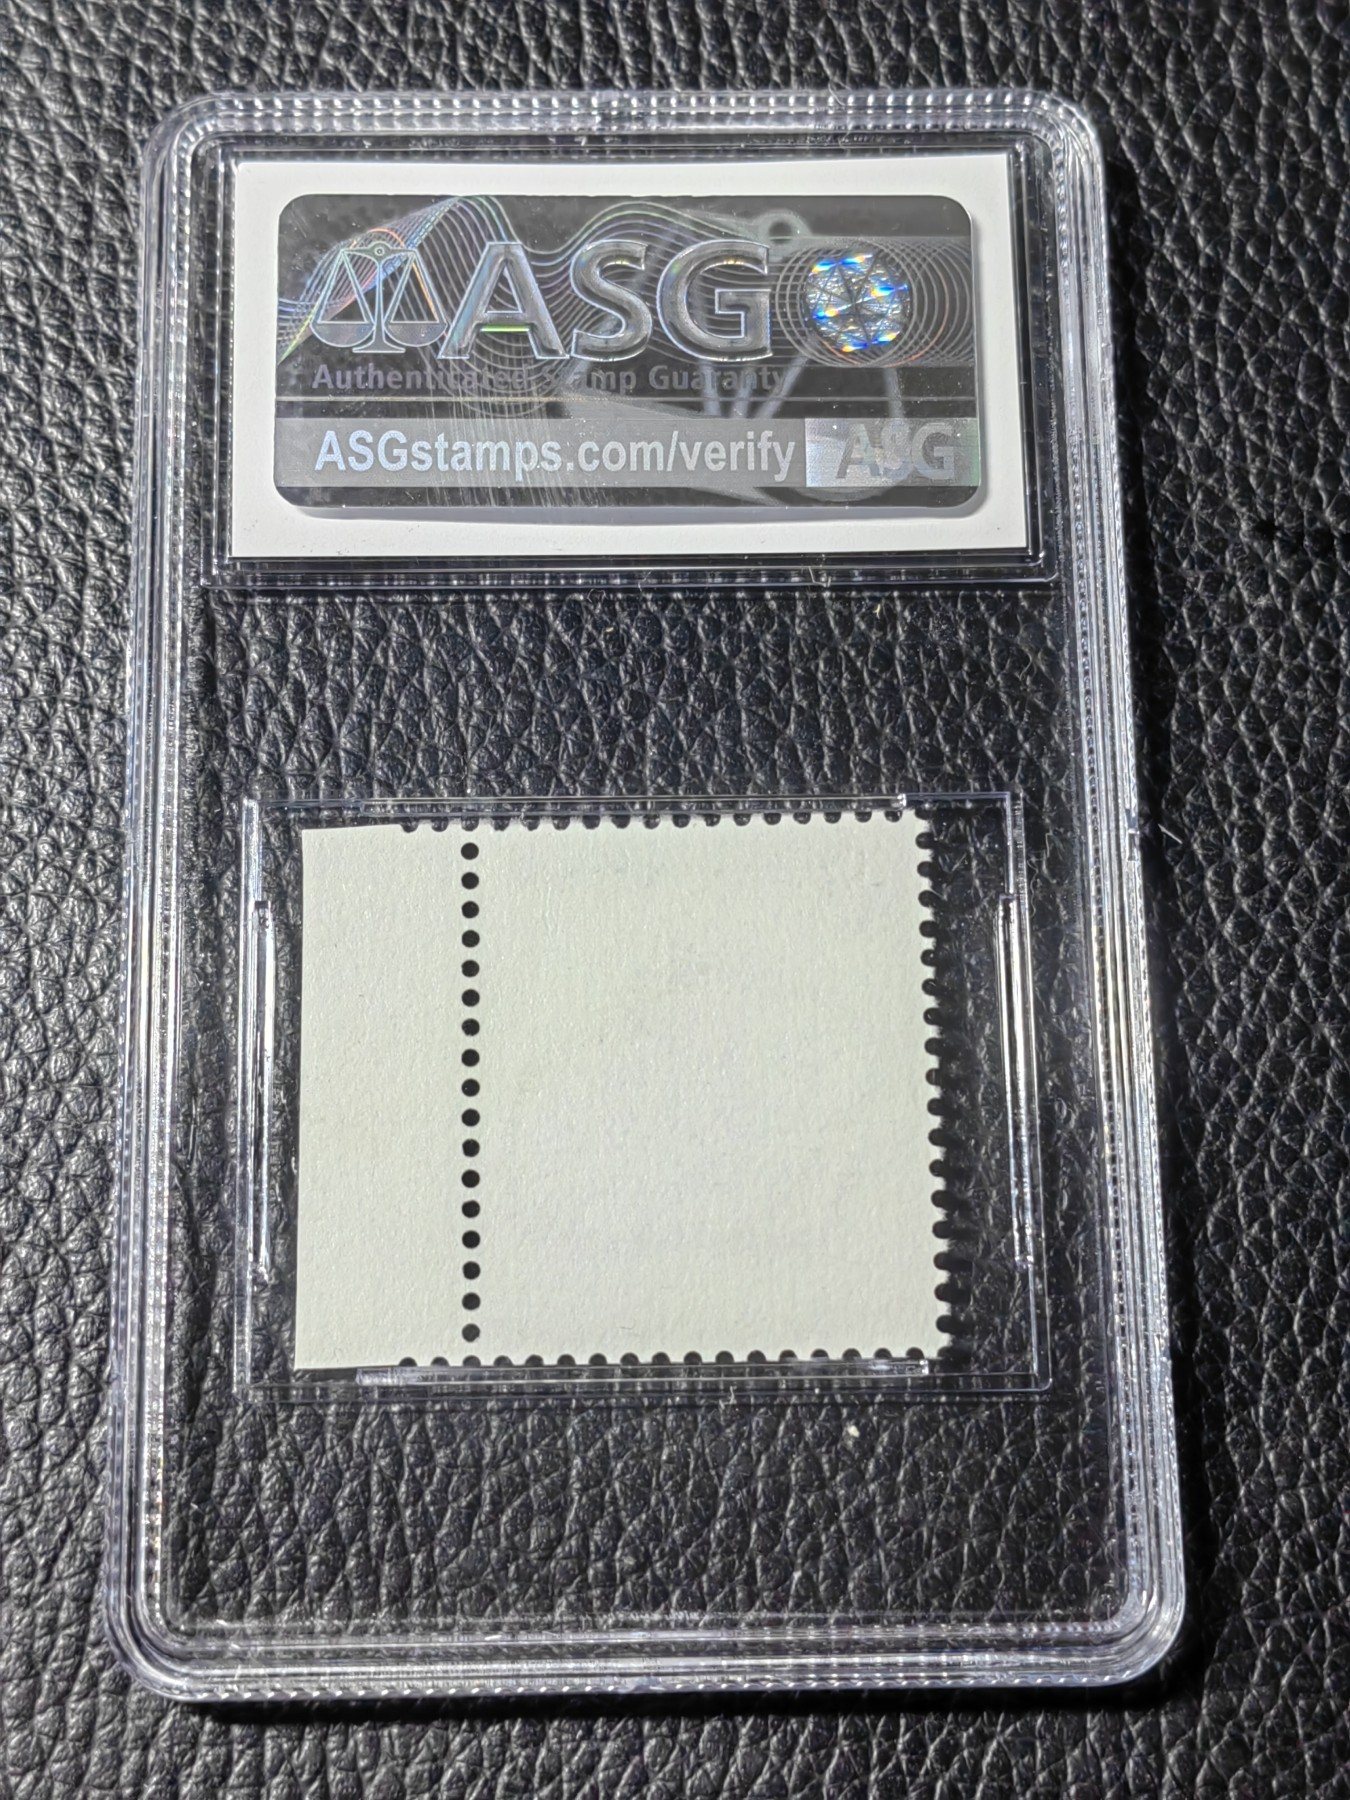 ASG
Authenticated Stamp Guaranty
ASGstamps.com/verify ASG